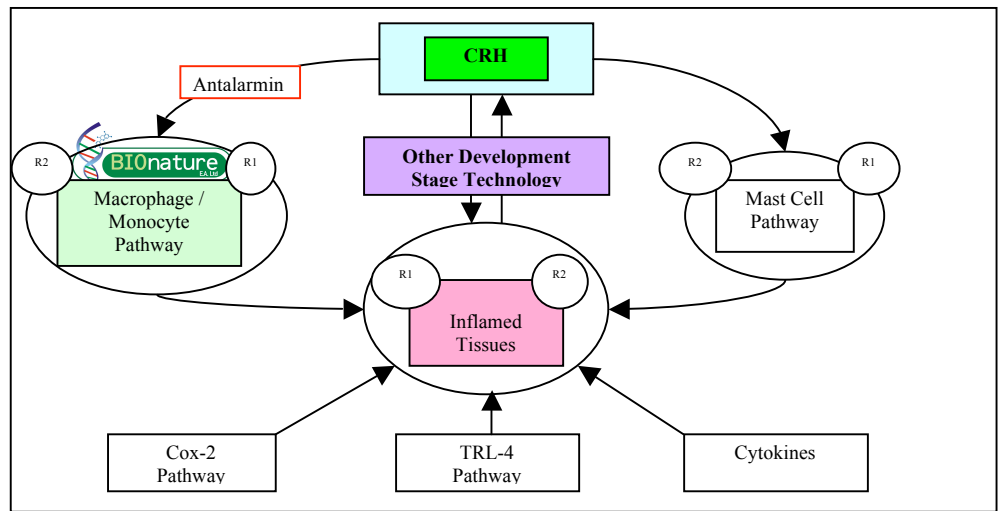 CRH
Antalarmin
R2
BIOnature
E.A. Ltd
R1
Macrophage /
Monocyte
Pathway
Other Development
Stage Technology
R2
R1
Mast Cell
Pathway
R1
R2
Inflamed
Tissues
Cox-2
Pathway
TRL-4
Pathway
Cytokines